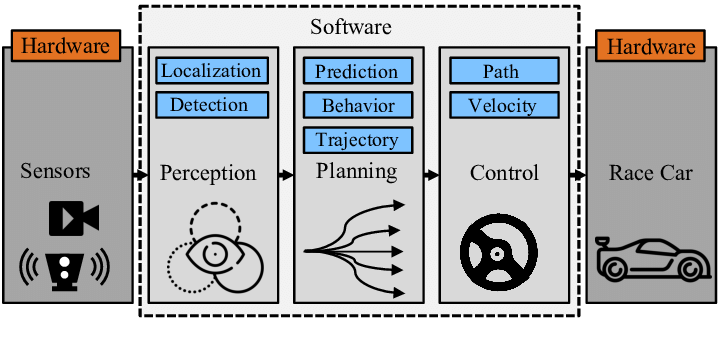 Software
Hardware
Sensors
Localization
Detection
Perception
Prediction
Behavior
Trajectory
Planning
Path
Velocity
Control
Hardware
Race Car